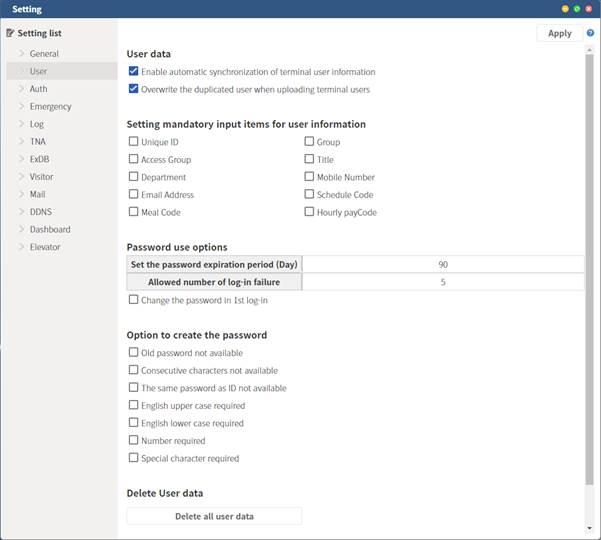 Setting
Setting list
Apply
General
User
Auth
Emergency
Log
TNA
ExDB
Visitor
Mail
DDNS
Dashboard
Elevator
User data
Enable automatic synchronization of terminal user information
Overwrite the duplicated user when uploading terminal users
Setting mandatory input items for user information
Unique ID Group
Access Group Title
Department Mobile Number
Email Address Schedule Code
Meal Code Hourly payCode
Password use options
Set the password expiration period (Day) 90
Allowed number of log-in failure 5
Change the password in 1st log-in
Option to create the password
Old password not available
Consecutive characters not available
The same password as ID not available
English upper case required
English lower case required
Number required
Special character required
Delete User data
Delete all user data